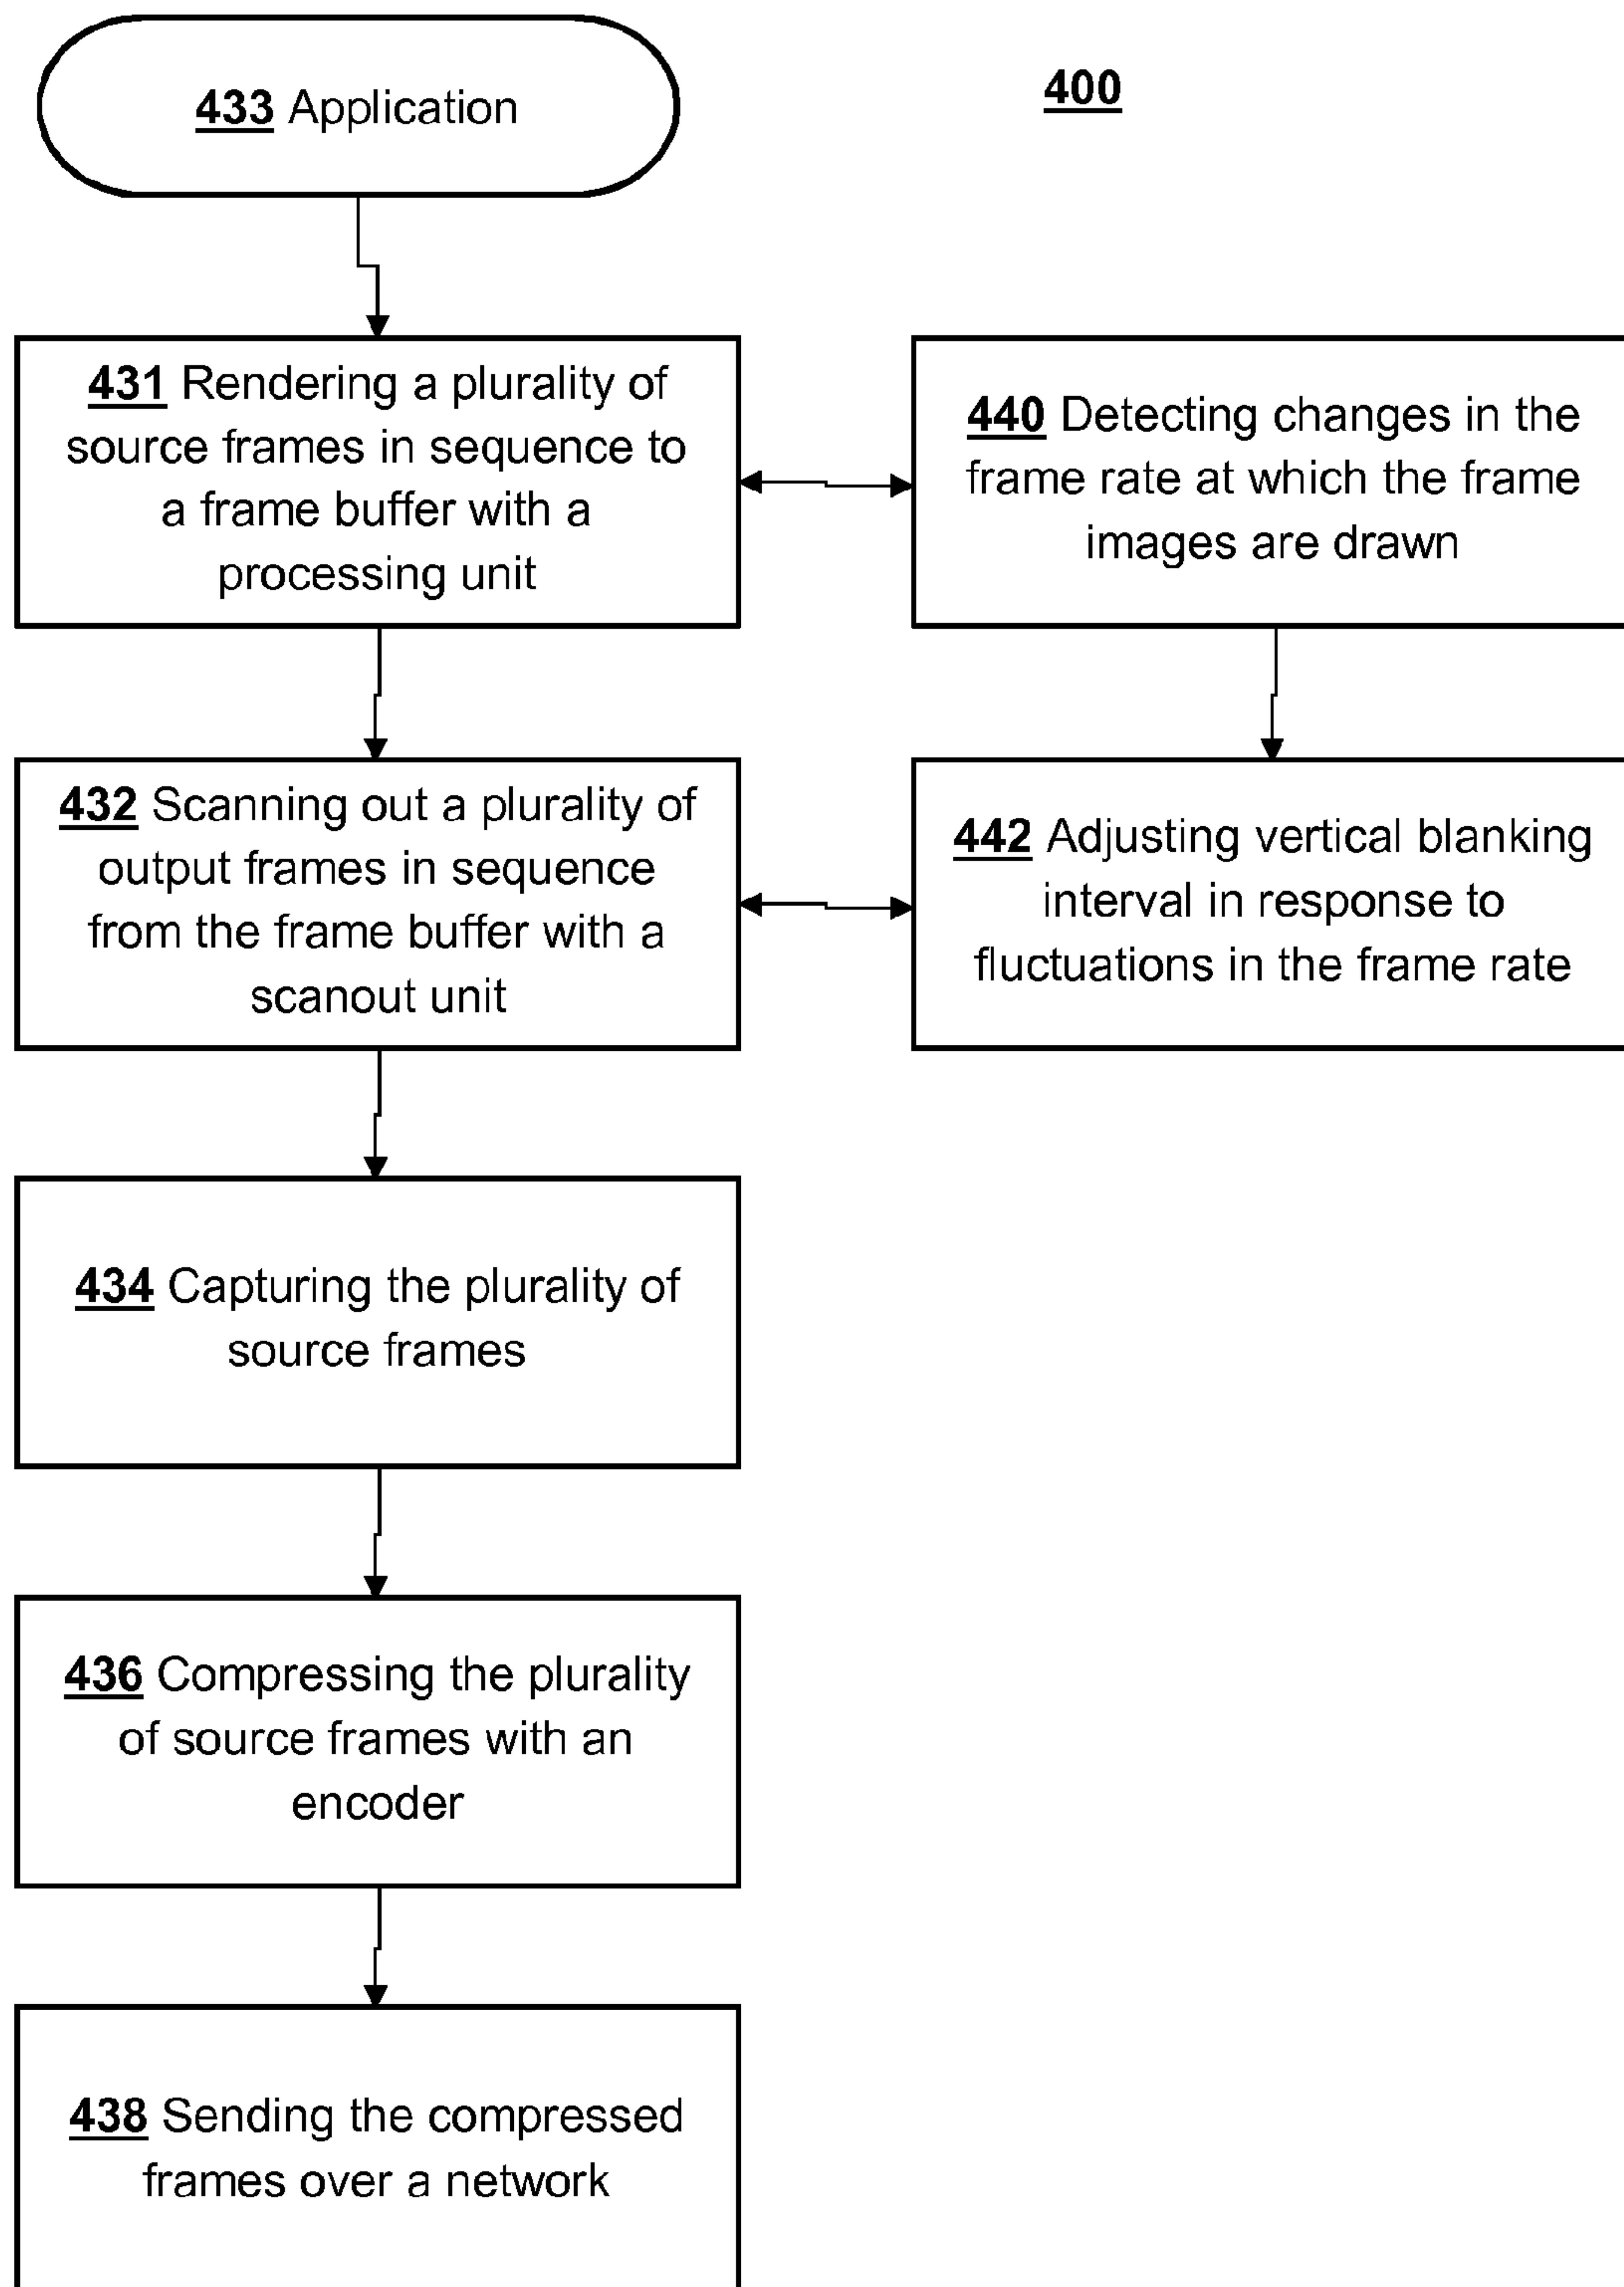 433 Application
400
431 Rendering a plurality of
source frames in sequence to
a frame buffer with a
processing unit
440 Detecting changes in the
frame rate at which the frame
images are drawn
432 Scanning out a plurality of
output frames in sequence
from the frame buffer with a
scanout unit
442 Adjusting vertical blanking
interval in response to
fluctuations in the frame rate
434 Capturing the plurality of
source frames
436 Compressing the plurality
of source frames with an
encoder
438 Sending the compressed
frames over a network